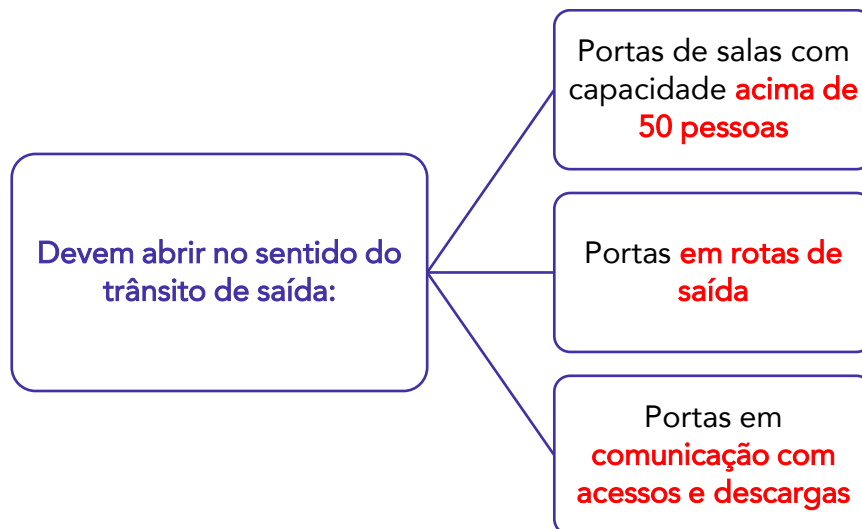 Devem abrir no sentido do
trânsito de saída:
Portas de salas com
capacidade acima de
50 pessoas
Portas em rotas de
saída
Portas em
comunicação com
acessos e descargas